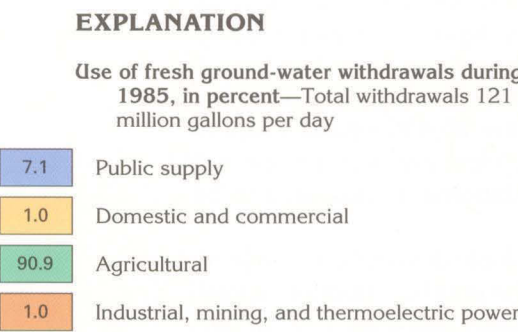 EXPLANATION
Use of fresh ground-water withdrawals during
1985, in percent—Total withdrawals 121
million gallons per day
7.1 Public supply
1.0 Domestic and commercial
90.9 Agricultural
1.0 Industrial, mining, and thermoelectric power